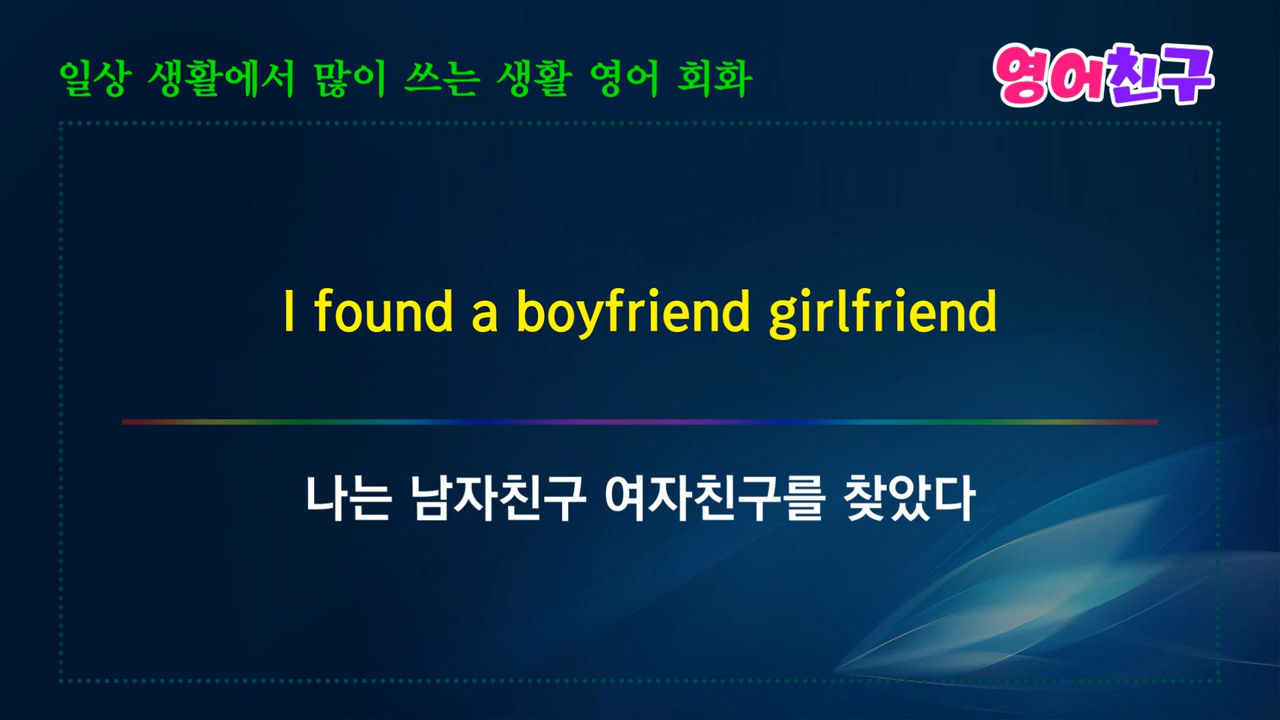 일상 생활에서 많이 쓰는 생활 영어 회화
영어친구
I found a boyfriend girlfriend
나는 남자친구 여자친구를 찾았다